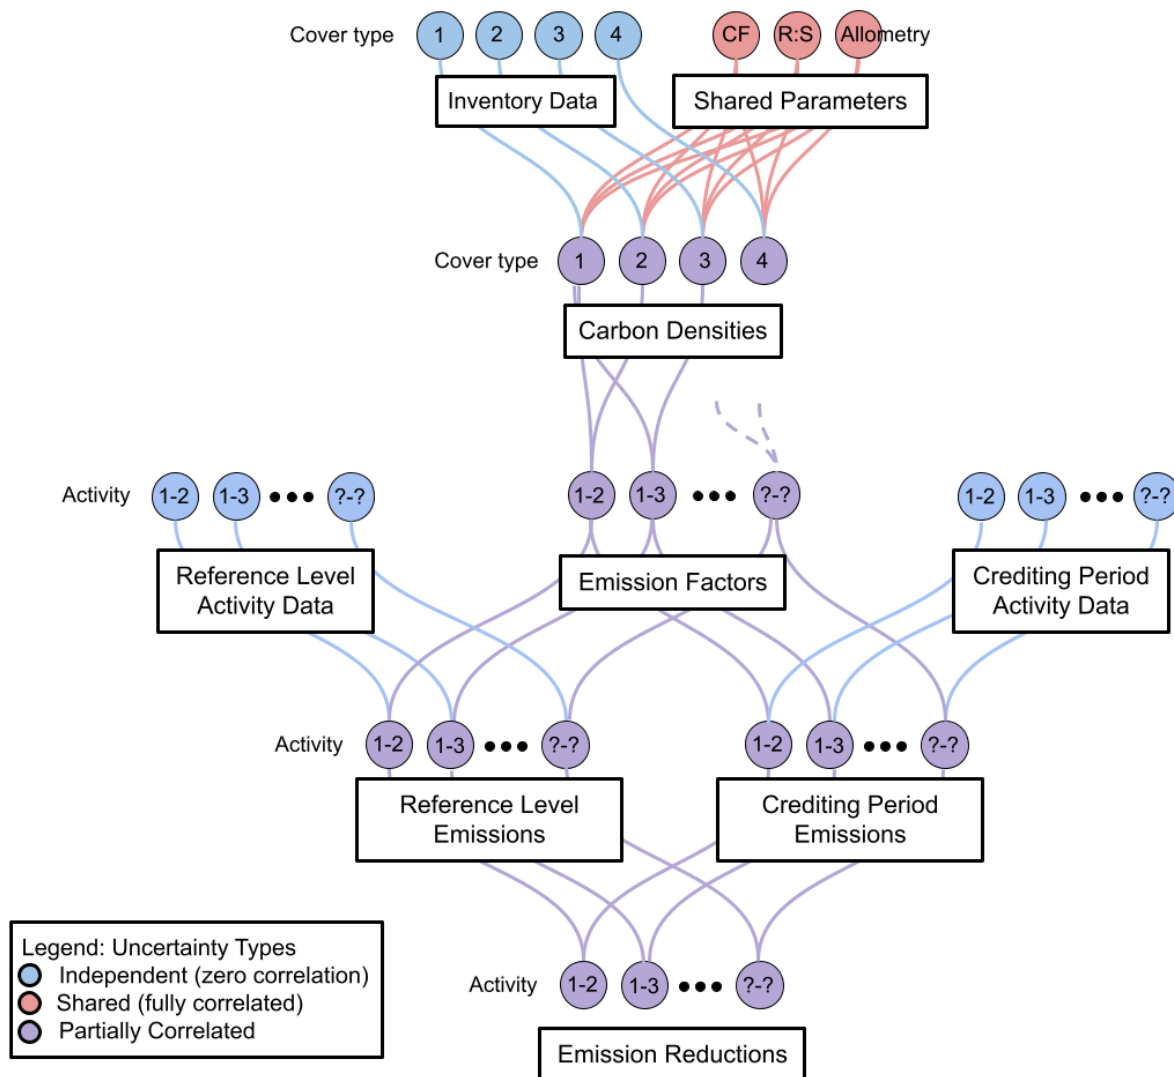 Cover type 1 2 3 4 CF R:S Allometry
Inventory Data Shared Parameters
Cover type 1 2 3 4
Carbon Densities
Activity 1-2 1-3 ••• ?-? 1-2 1-3 ••• ?-? 1-2 1-3 ••• ?-?
Reference Level
Activity Data
Emission Factors
Crediting Period
Activity Data
Activity 1-2 1-3 ••• ?-? 1-2 1-3 ••• ?-?
Reference Level
Emissions
Crediting Period
Emissions
Legend: Uncertainty Types
Independent (zero correlation)
Shared (fully correlated)
Partially Correlated
Activity 1-2 1-3 ••• ?-?
Emission Reductions